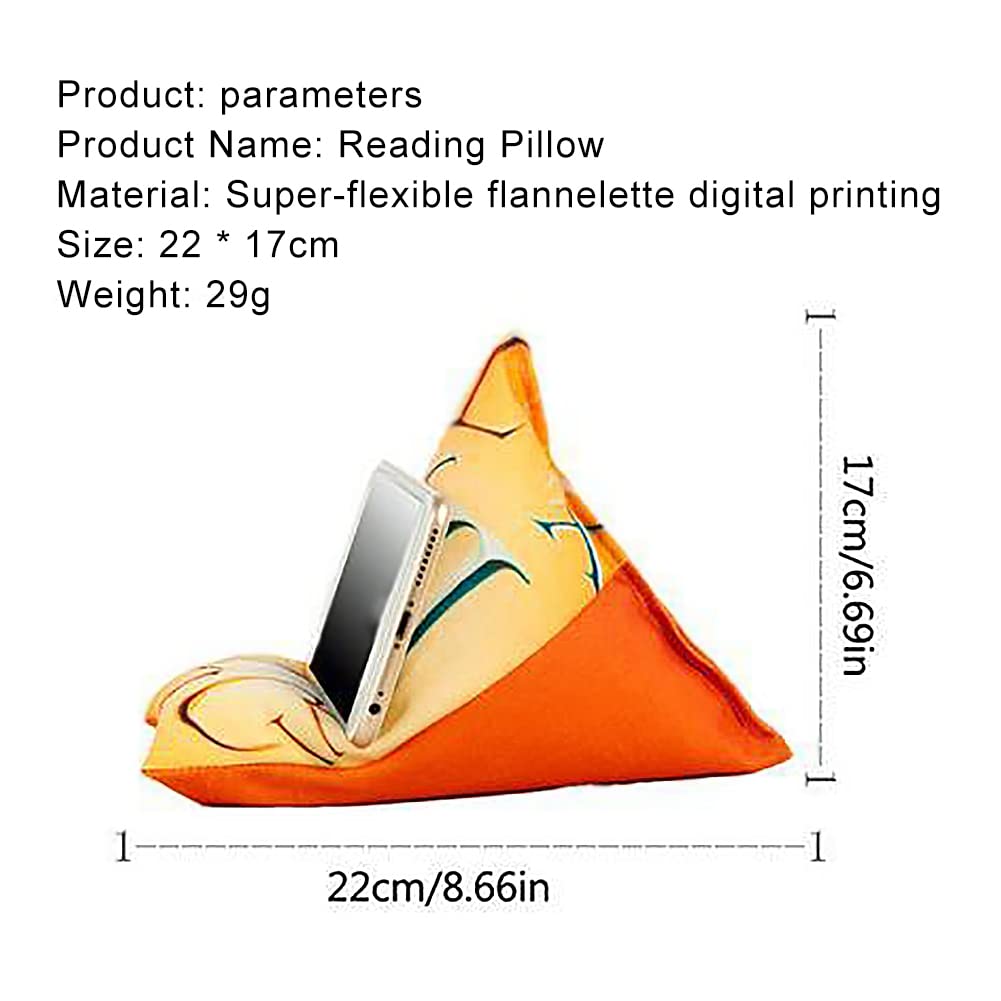 Product: parameters
Product Name: Reading Pillow
Material: Super-flexible flannelette digital printing
Size: 22 * 17cm
Weight: 29g
17cm/6.69in
22cm/8.66in